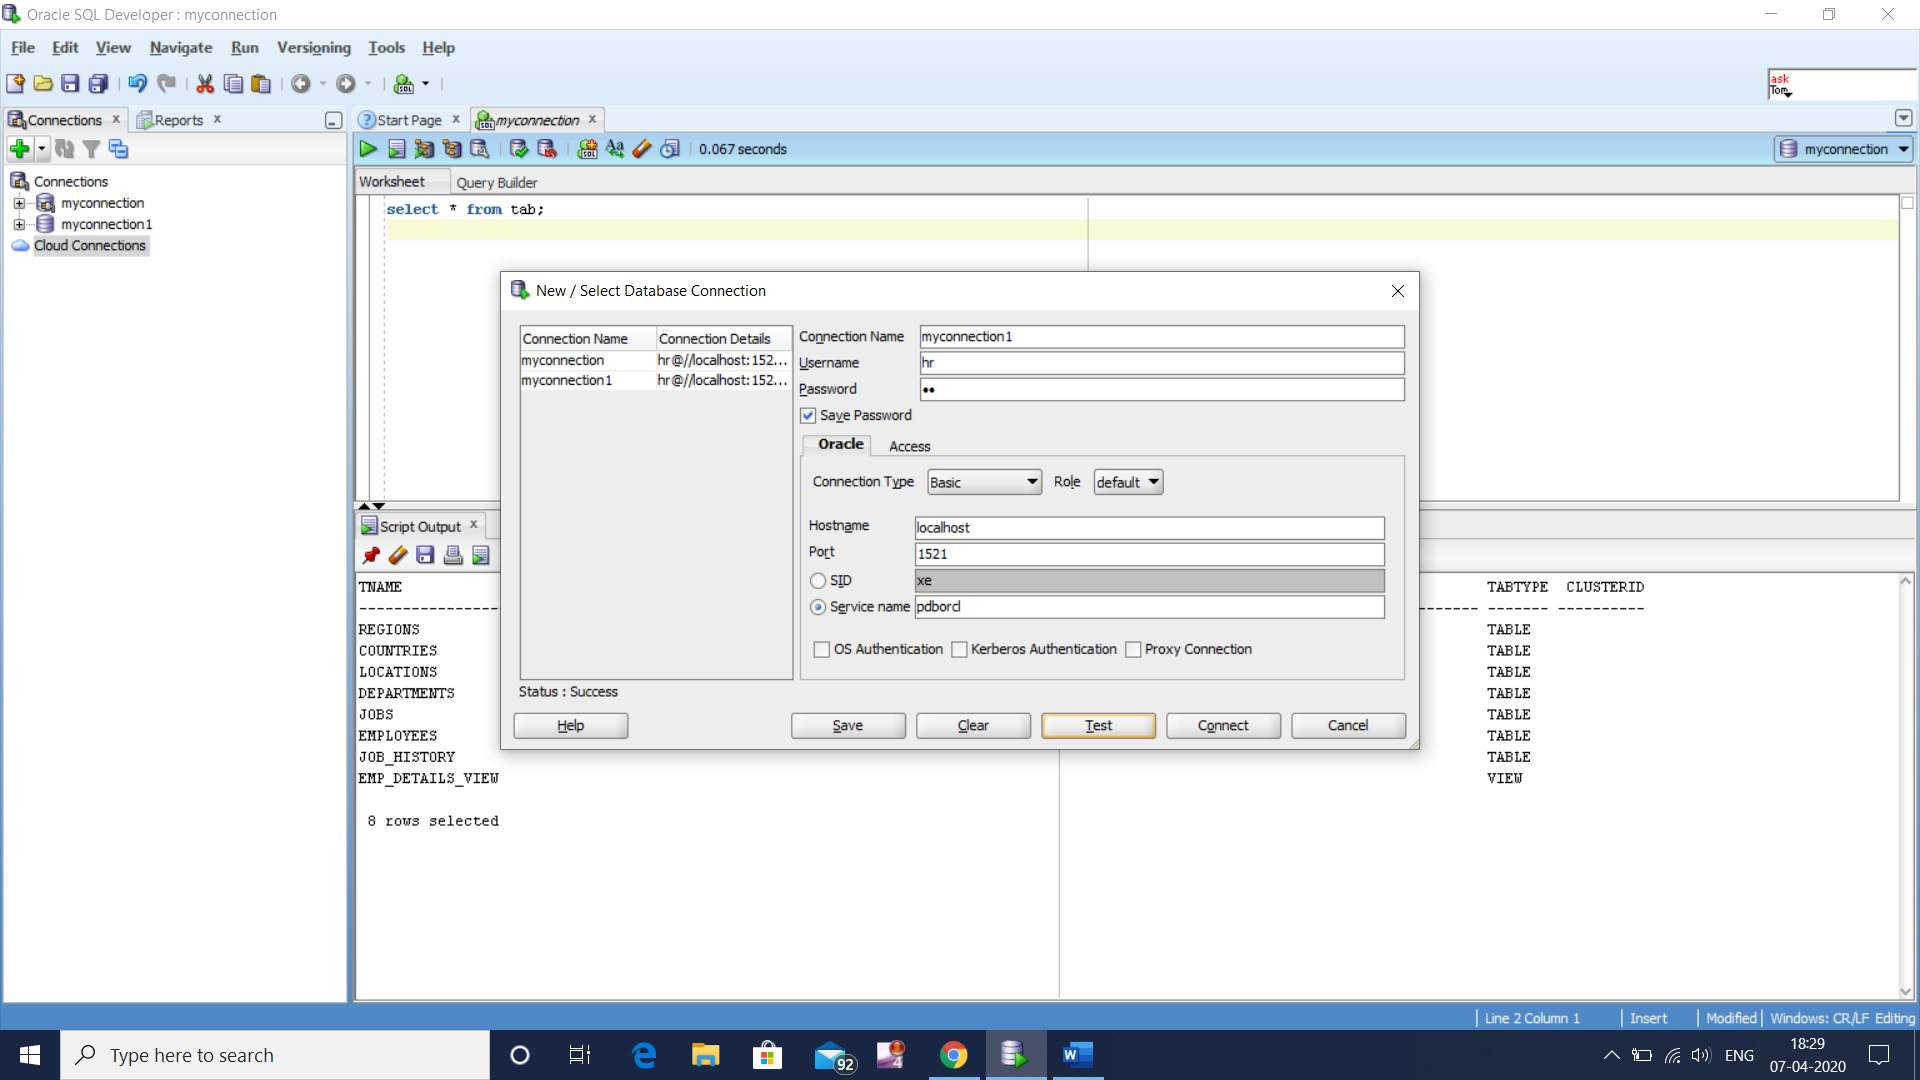 Oracle SQL Developer : myconnection
File Edit View Navigate Run Versioning Tools Help
ask
Tom
Connections
Reports
Start Page
myconnection
0.067 seconds
myconnection
Worksheet
Query Builder
Connections
myconnection
myconnection1
Cloud Connections
select * from tab;
New / Select Database Connection
Connection Name Connection Details
myconnection hr@//localhost:152...
myconnection1 hr@//localhost:152...
Connection Name myconnection1
Username hr
Password ••
Save Password
Oracle Access
Connection Type Basic Role default
Hostname localhost
Port 1521
SID xe
Service name pdborcl
OS Authentication Kerberos Authentication Proxy Connection
Status : Success
Help Save Clear Test Connect Cancel
Script Output
TNAME TABTYPE CLUSTERID
---------------- ------- ------- ----------
REGIONS TABLE
COUNTRIES TABLE
LOCATIONS TABLE
DEPARTMENTS TABLE
JOBS TABLE
EMPLOYEES TABLE
JOB_HISTORY TABLE
EMP_DETAILS_VIEW VIEW
8 rows selected
Line 2 Column 1 Insert Modified Windows: CR/LF Editing
Type here to search
92
4
ENG
18:29
07-04-2020